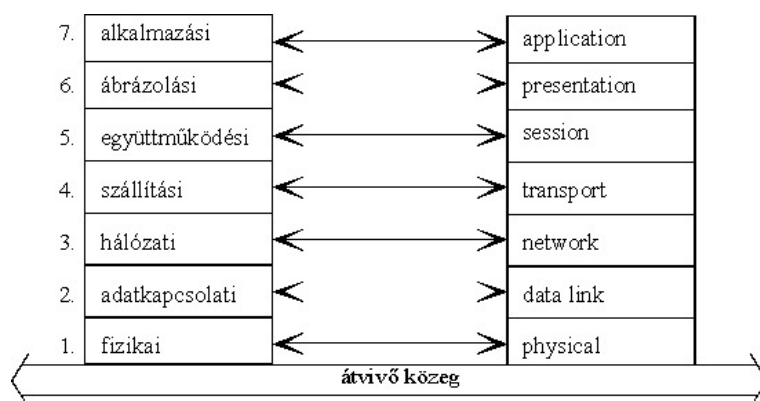 7. alkalmazási application
6. ábrázolási presentation
5. együttműködési session
4. szállítási transport
3. hálózati network
2. adatkapcsolati data link
1. fizikai physical
átvivő közeg